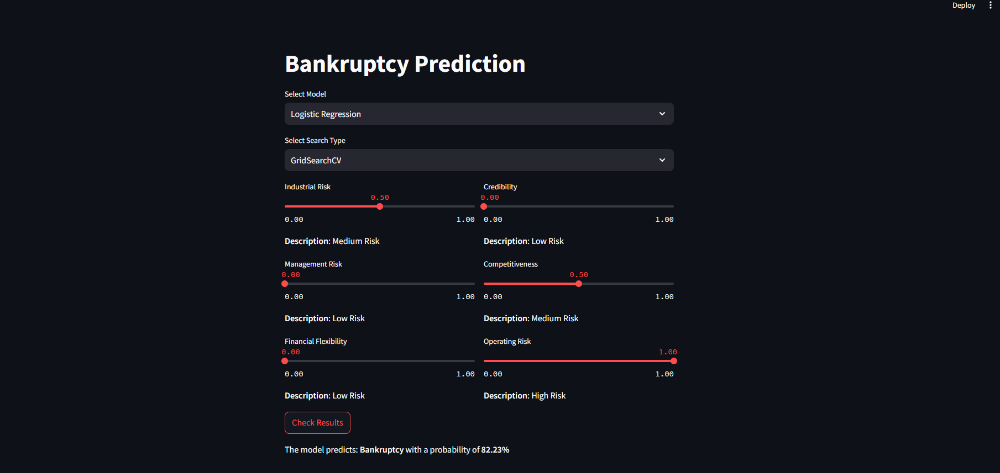 Deploy
Bankruptcy Prediction
Select Model
Logistic Regression
Select Search Type
GridSearchCV
Industrial Risk
0.50
0.00 1.00
Description: Medium Risk
Credibility
0.00
0.00 1.00
Description: Low Risk
Management Risk
0.00
0.00 1.00
Description: Low Risk
Competitiveness
0.50
0.00 1.00
Description: Medium Risk
Financial Flexibility
0.00
0.00 1.00
Description: Low Risk
Operating Risk
1.00
0.00 1.00
Description: High Risk
Check Results
The model predicts: Bankruptcy with a probability of 82.23%